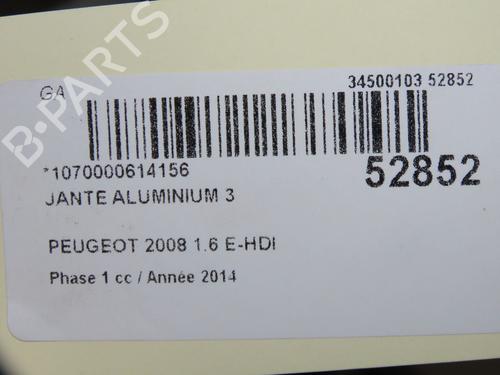 B-PARTS
GA
34500103 52852
*1070000614156
52852
JANTE ALUMINIUM 3
PEUGEOT 2008 1.6 E-HDI
Phase 1 cc / Année 2014